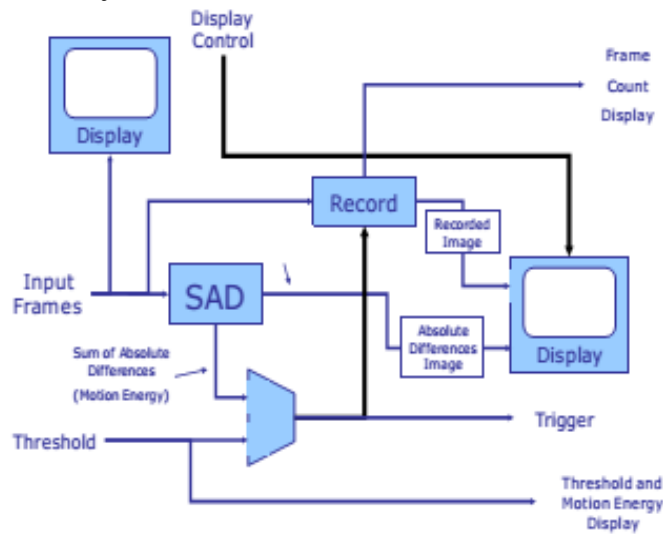 Display
Control
Frame
Count
Display
Display
Record
Recorded
Image
Input
Frames
SAD
Absolute
Differences
Image
Display
Sum of Absolute
Differences
(Motion Energy)
Threshold
Trigger
Threshold and
Motion Energy
Display